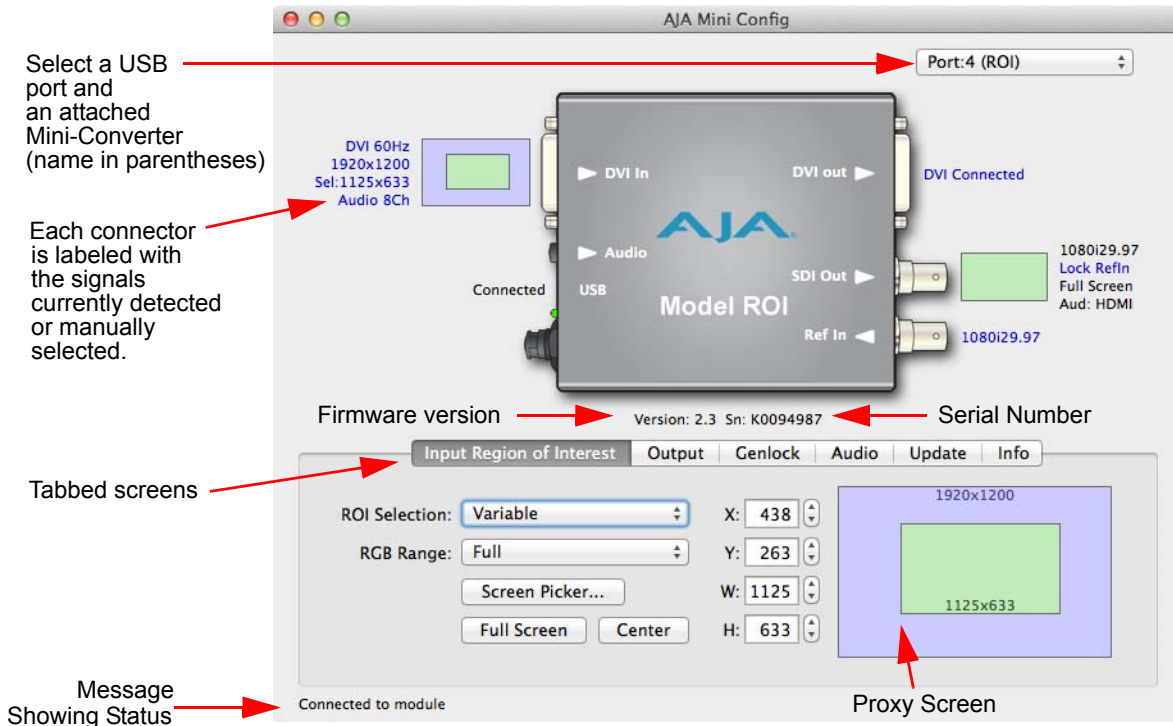 AJA Mini Config
Select a USB
port and
an attached
Mini-Converter
(name in parentheses)
Port:4 (ROI)
DVI 60Hz
1920x1200
Sel:1125x633
Audio 8Ch
DVI In
DVI out
DVI Connected
Each connector
is labeled with
the signals
currently detected
or manually
selected.
AJA
Audio
Connected
USB
SDI Out
Model ROI
Ref In
1080i29.97
Lock RefIn
Full Screen
Aud: HDMI
1080i29.97
Firmware version
Version: 2.3 Sn: K0094987
Serial Number
Input Region of Interest
Output
Genlock
Audio
Update
Info
Tabbed screens
ROI Selection: Variable
X: 438
RGB Range: Full
Y: 263
Screen Picker...
W: 1125
Full Screen
Center
H: 633
1920x1200
1125x633
Message
Showing Status
Connected to module
Proxy Screen